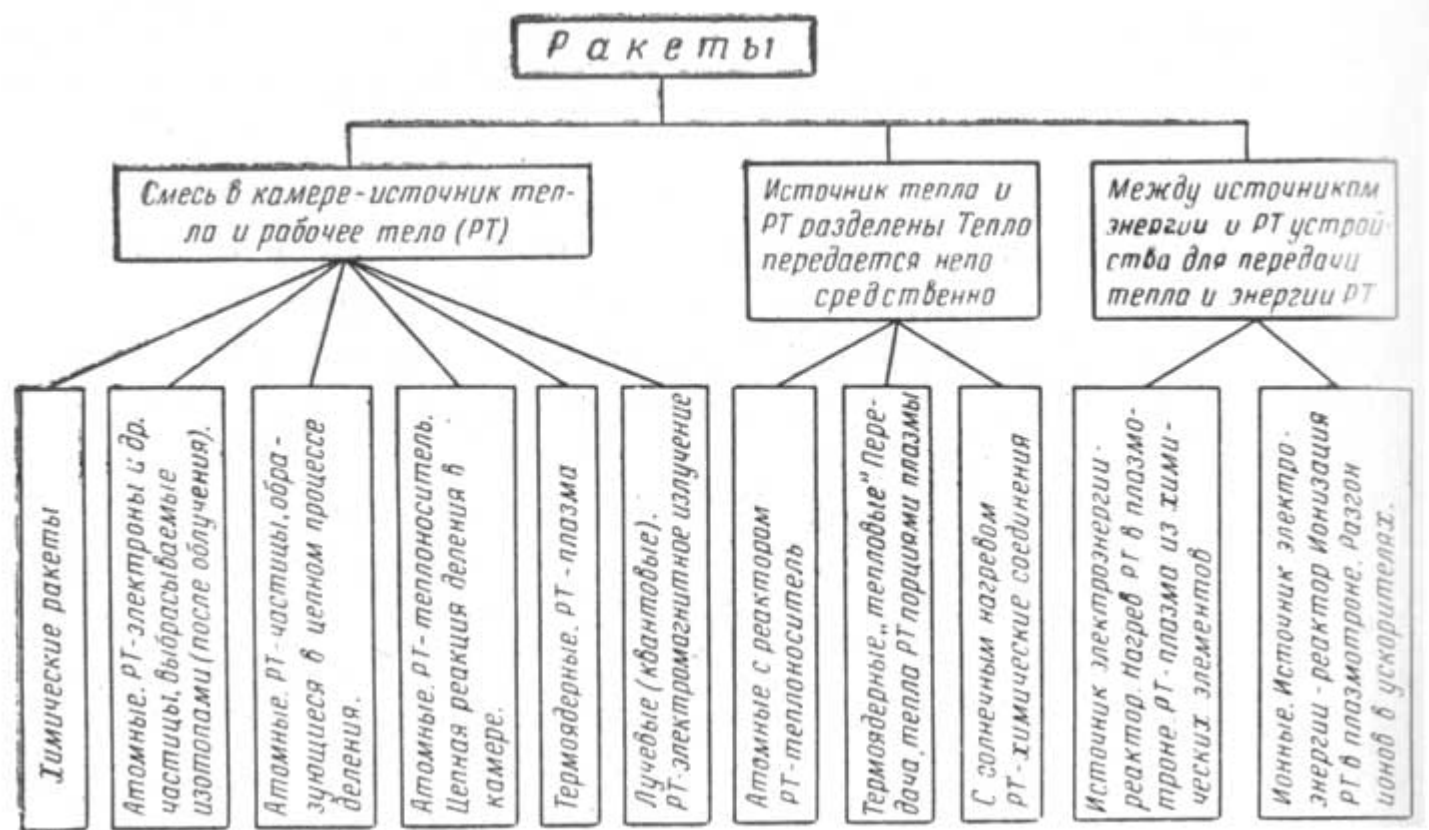 Ракеты
Смесь в камере-источник теп-
ла и рабочее тело (РТ)
Источник тепла и
РТ разделены Тепло
передается непо
средственно
Между источником
энергии и РТ устрой-
ства для передачи
тепла и энергии РТ
Химические ракеты
Атомные. РТ-электроны и др.
частицы, выбрасываемые
изотопами (после облучения).
Атомные. РТ-частицы, обра-
зующиеся в цепном процессе
деления.
Атомные. РТ-теплоноситель.
Цепная реакция деления в
камере.
Термоядерные. РТ-плазма
Лучевые (квантовые).
РТ-электромагнитное излучение
Атомные с реактором
РТ-теплоноситель
Термоядерные „тепловые" Пере-
дача тепла РТ порциями плазмы
С солнечным нагревом
РТ-химические соединения
Источник электроэнергии-
реактор. Нагрев РТ в плазмо-
троне. РТ-плазма из хими-
ческих элементов
Ионные. Источник электро-
энергии-реактор Ионизация
РТ в плазмотроне. Разгон
ионов в ускорителях.